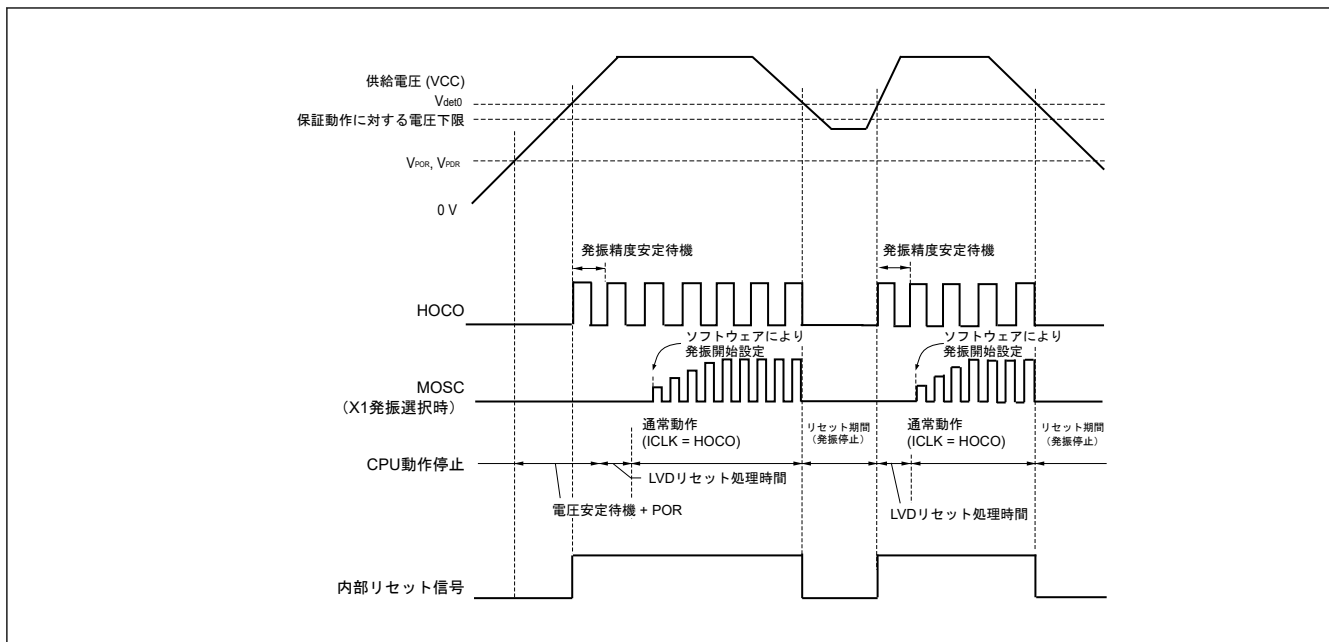 供給電圧 (VCC)
Vdet0
保証動作に対する電圧下限
VPOR, VPDR
0 V
発振精度安定待機
発振精度安定待機
HOCO
ソフトウェアにより
発振開始設定
ソフトウェアにより
発振開始設定
MOSC
（X1発振選択時）
通常動作
(ICLK = HOCO)
リセット期間
（発振停止）
通常動作
(ICLK = HOCO)
リセット期間
（発振停止）
CPU動作停止
LVDリセット処理時間
電圧安定待機 + POR
LVDリセット処理時間
内部リセット信号